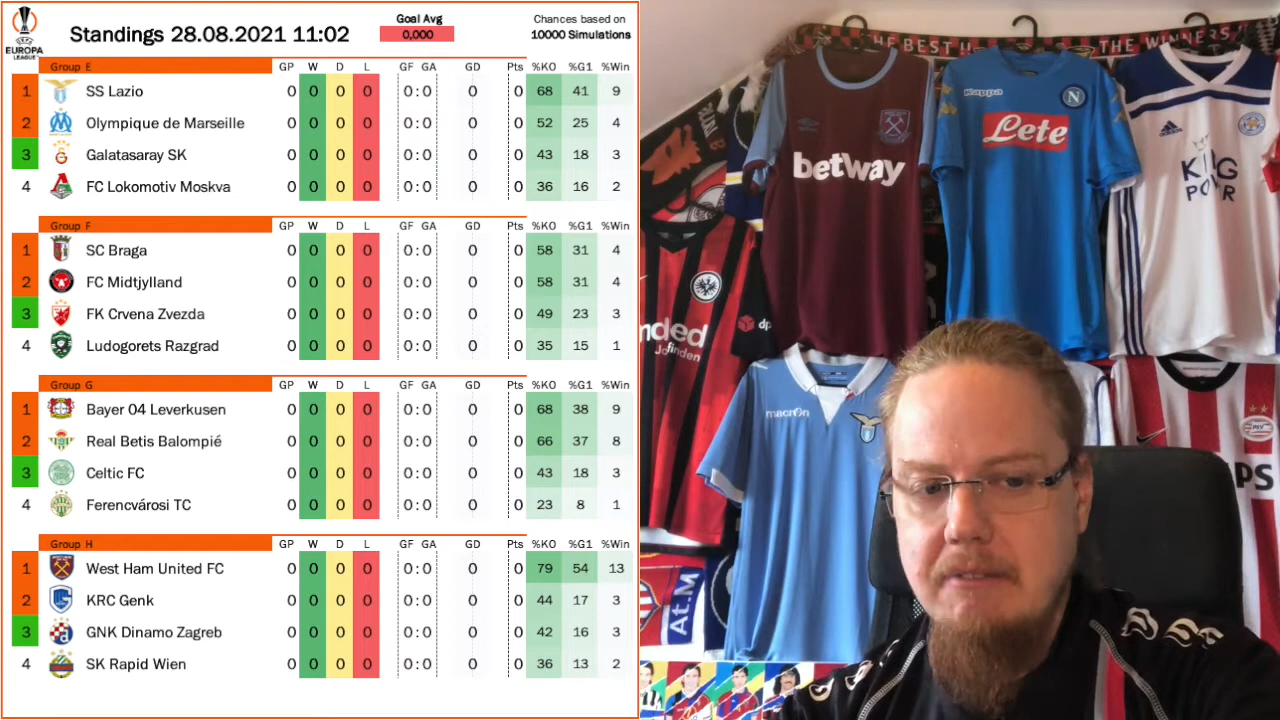 UEFA
EUROPA
LEAGUE
Standings 28.08.2021 11:02
Goal Avg
0,000
Chances based on
10000 Simulations
Group E GP W D L GF GA GD Pts %KO %G1 %Win
1 SS Lazio 0 0 0 0 0:0 0 0 68 41 9
2 Olympique de Marseille 0 0 0 0 0:0 0 0 52 25 4
3 Galatasaray SK 0 0 0 0 0:0 0 0 43 18 3
4 FC Lokomotiv Moskva 0 0 0 0 0:0 0 0 36 16 2
Group F GP W D L GF GA GD Pts %KO %G1 %Win
1 SC Braga 0 0 0 0 0:0 0 0 58 31 4
2 FC Midtjylland 0 0 0 0 0:0 0 0 58 31 4
3 FK Crvena Zvezda 0 0 0 0 0:0 0 0 49 23 3
4 Ludogorets Razgrad 0 0 0 0 0:0 0 0 35 15 1
Group G GP W D L GF GA GD Pts %KO %G1 %Win
1 Bayer 04 Leverkusen 0 0 0 0 0:0 0 0 68 38 9
2 Real Betis Balompié 0 0 0 0 0:0 0 0 66 37 8
3 Celtic FC 0 0 0 0 0:0 0 0 43 18 3
4 Ferencvárosi TC 0 0 0 0 0:0 0 0 23 8 1
Group H GP W D L GF GA GD Pts %KO %G1 %Win
1 West Ham United FC 0 0 0 0 0:0 0 0 79 54 13
2 KRC Genk 0 0 0 0 0:0 0 0 44 17 3
3 GNK Dinamo Zagreb 0 0 0 0 0:0 0 0 42 16 3
4 SK Rapid Wien 0 0 0 0 0:0 0 0 36 13 2
THE BEST
THE WINNERS
betway
Kappa
N
Lete
adidas
KING
POWER
dp
macron
PSV
PS
At.M